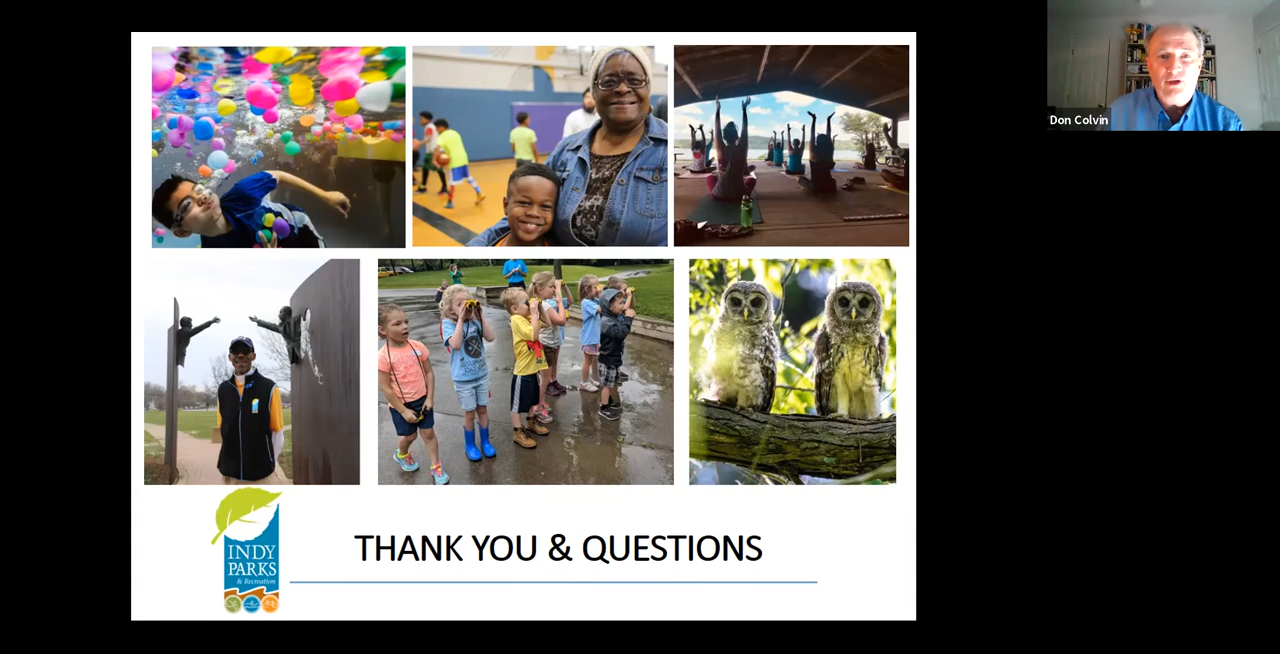 Don Colvin
INDY
PARKS
& Recreation
THANK YOU & QUESTIONS